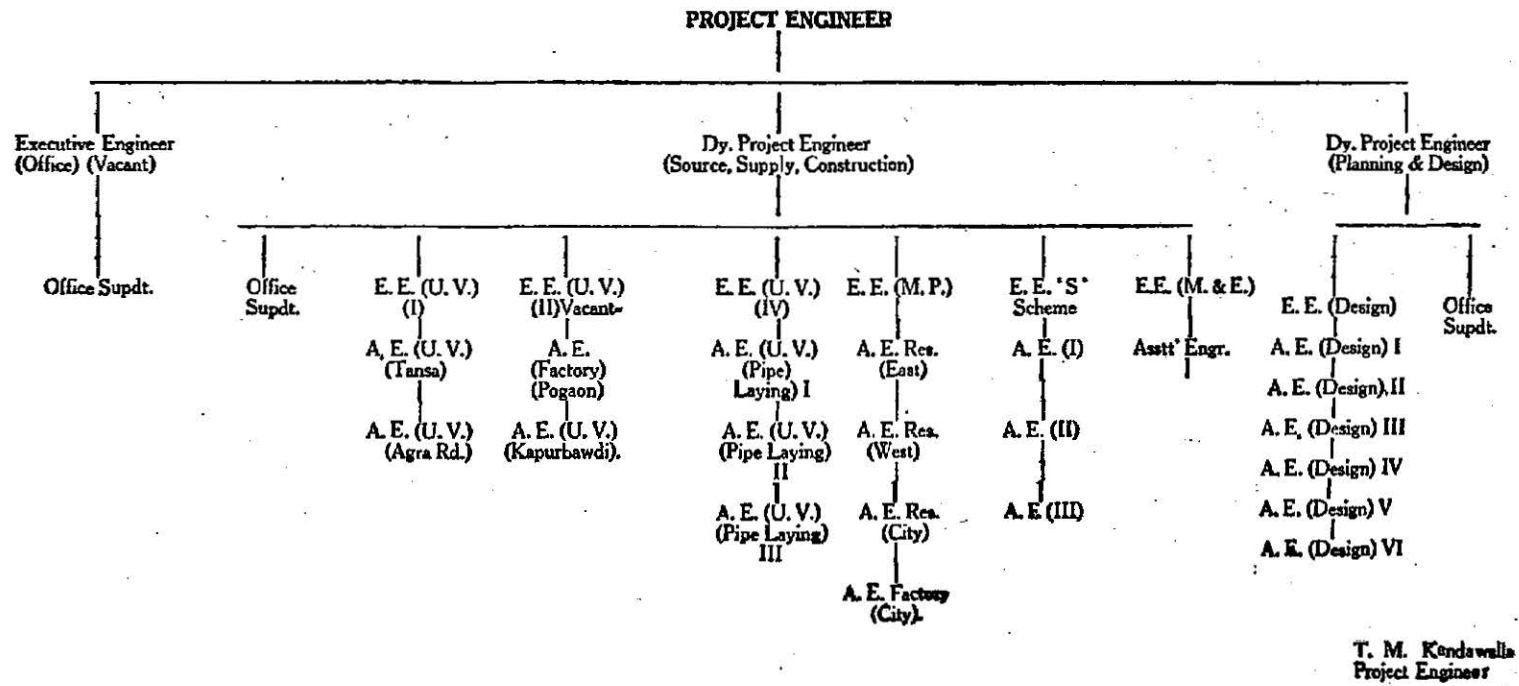 PROJECT ENGINEER
Executive Engineer
(Office) (Vacant)
Dy. Project Engineer
(Source, Supply, Construction)
Dy. Project Engineer
(Planning & Design)
Office Supdt.
Office
Supdt.
E. E. (U. V.)
(I)
A. E. (U. V.)
(Tansa)
A. E. (U. V.)
(Agra Rd.)
E. E. (U. V.)
(II) Vacant-
A. E.
(Factory)
(Pogaon)
A. E. (U. V.)
(Kapurbawdi).
E. E. (U. V.)
(IV)
A. E. (U. V.)
(Pipe)
Laying) I
A. E. (U. V.)
(Pipe Laying)
II
A. E. (U. V.)
(Pipe Laying)
III
E. E. (M. P.)
A. E. Res.
(East)
A. E. Res.
(West)
A. E. Res.
(City)
A. E. Factory
(City).
E. E. 'S'
Scheme
A. E. (I)
A. E. (II)
A. E (III)
E.E. (M. & E.)
Asstt' Engr.
E. E. (Design)
A. E. (Design) I
A. E. (Design), II
A. E. (Design) III
A. E. (Design) IV
A. E. (Design) V
A. E. (Design) VI
Office
Supdt.
T. M. Kandawalla
Project Engineer